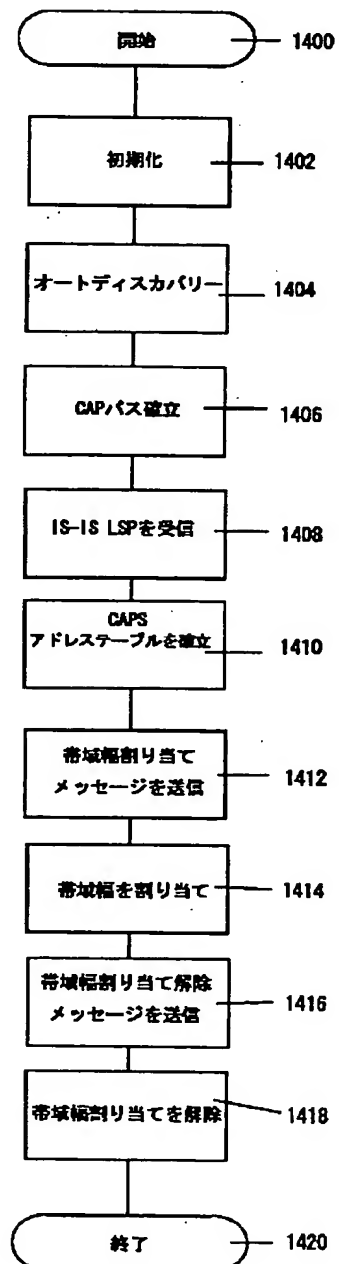 開始
1400
初期化
1402
オートディスカバリー
1404
CAPパス確立
1406
IS-IS LSPを受信
1408
CAPS
アドレステーブルを確立
1410
帯域幅割り当て
メッセージを送信
1412
帯域幅を割り当て
1414
帯域幅割り当て解除
メッセージを送信
1416
帯域幅割り当てを解除
1418
終了
1420